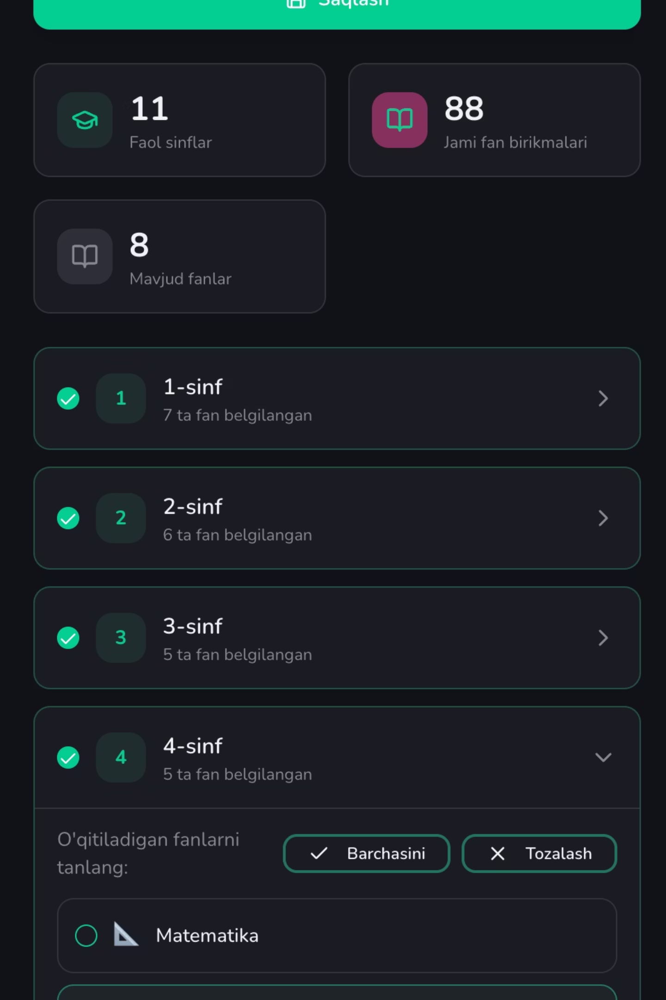 Saqlash
11
Faol sinflar
88
Jami fan birikmalari
8
Mavjud fanlar
1
1-sinf
7 ta fan belgilangan
2
2-sinf
6 ta fan belgilangan
3
3-sinf
5 ta fan belgilangan
4
4-sinf
5 ta fan belgilangan
O'qitiladigan fanlarni
tanlang:
Barchasini
Tozalash
Matematika